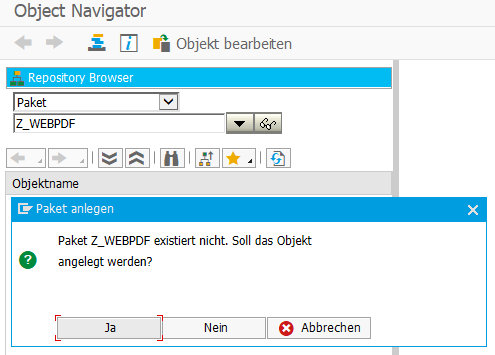 Object Navigator
Objekt bearbeiten
Repository Browser
Paket
Z_WEBPDF
Objektname
Paket anlegen
Paket Z_WEBPDF existiert nicht. Soll das Objekt
angelegt werden?
Ja Nein Abbrechen